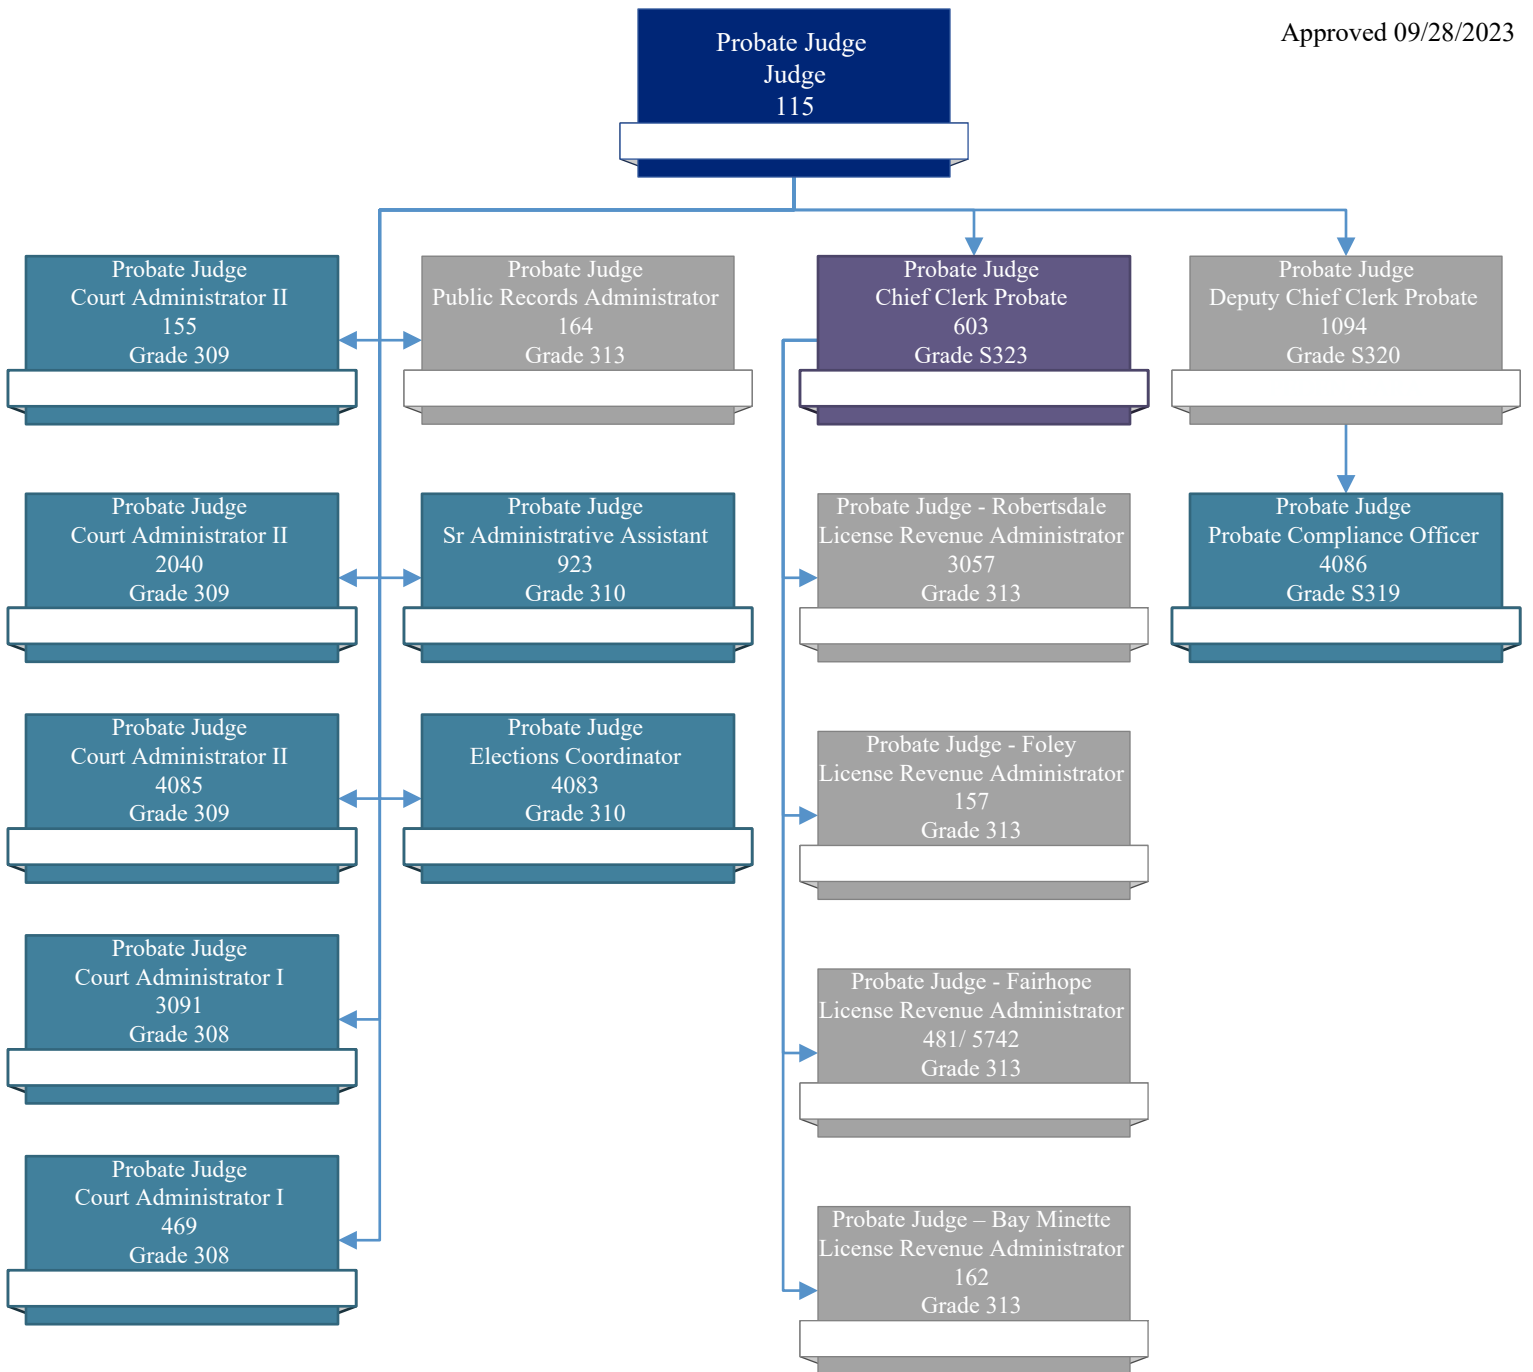 Approved 09/28/2023
Probate Judge
Judge
115
Probate Judge
Court Administrator II
155
Grade 309
Probate Judge
Public Records Administrator
164
Grade 313
Probate Judge
Chief Clerk Probate
603
Grade S323
Probate Judge
Deputy Chief Clerk Probate
1094
Grade S320
Probate Judge
Court Administrator II
2040
Grade 309
Probate Judge
Sr Administrative Assistant
923
Grade 310
Probate Judge - Robertsdale
License Revenue Administrator
3057
Grade 313
Probate Judge
Probate Compliance Officer
4086
Grade S319
Probate Judge
Court Administrator II
4085
Grade 309
Probate Judge
Elections Coordinator
4083
Grade 310
Probate Judge - Foley
License Revenue Administrator
157
Grade 313
Probate Judge
Court Administrator I
3091
Grade 308
Probate Judge - Fairhope
License Revenue Administrator
481/ 5742
Grade 313
Probate Judge
Court Administrator I
469
Grade 308
Probate Judge – Bay Minette
License Revenue Administrator
162
Grade 313